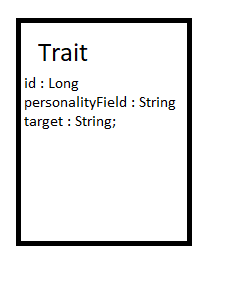 Trait
id : Long
personalityField : String
target : String;